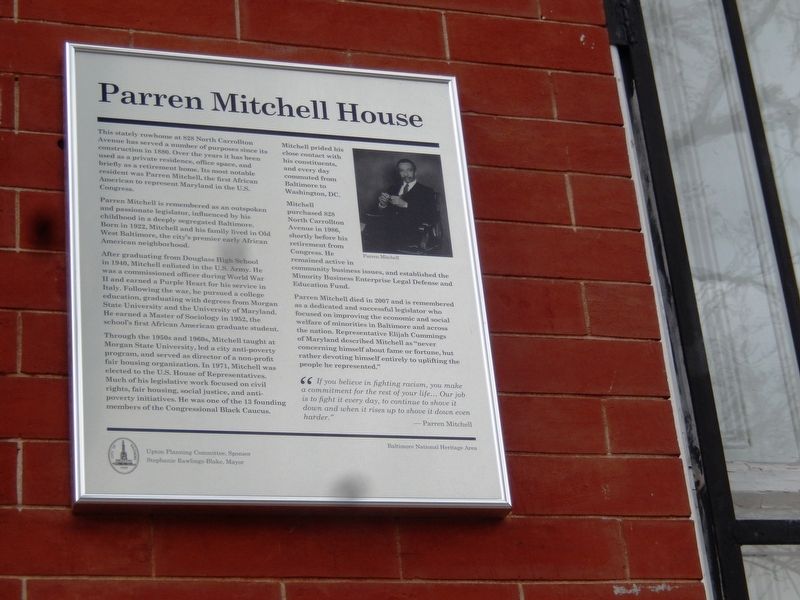 Parren Mitchell House
This stately rowhome at 828 North Carrollton
Avenue has served a number of purposes since its
construction in 1880. Over the years it has been
used as a private residence, office space, and
briefly as a retirement home. Its most notable
resident was Parren Mitchell, the first African
American to represent Maryland in the U.S.
Congress.
Parren Mitchell is remembered as an outspoken
and passionate legislator, influenced by his
childhood in a deeply segregated Baltimore.
Born in 1922, Mitchell and his family lived in Old
West Baltimore, the city's premier early African
American neighborhood.
After graduating from Douglass High School
in 1940, Mitchell enlisted in the U.S. Army. He
was a commissioned officer during World War
II and earned a Purple Heart for his service in
Italy. Following the war, he pursued a college
education, graduating with degrees from Morgan
State University and the University of Maryland.
He earned a Master of Sociology in 1952, the
school's first African American graduate student.
Through the 1950s and 1960s, Mitchell taught at
Morgan State University, led a city anti-poverty
program, and served as director of a non-profit
fair housing organization. In 1971, Mitchell was
elected to the U.S. House of Representatives.
Much of his legislative work focused on civil
rights, fair housing, social justice, and anti-
poverty initiatives. He was one of the 13 founding
members of the Congressional Black Caucus.
Mitchell prided his
close contact with
his constituents,
and every day
commuted from
Baltimore to
Washington, DC.
Mitchell
purchased 828
North Carrollton
Avenue in 1986,
shortly before his
retirement from
Congress. He
remained active in
community business issues, and established the
Minority Business Enterprise Legal Defense and
Education Fund.
Parren Mitchell
Parren Mitchell died in 2007 and is remembered
as a dedicated and successful legislator who
focused on improving the economic and social
welfare of minorities in Baltimore and across
the nation. Representative Elijah Cummings
of Maryland described Mitchell as "never
concerning himself about fame or fortune, but
rather devoting himself entirely to uplifting the
people he represented."
“ If you believe in fighting racism, you make
a commitment for the rest of your life... Our job
is to fight it every day, to continue to shove it
down and when it rises up to shove it down even
harder."
— Parren Mitchell
Upton Planning Committee, Sponsor
Stephanie Rawlings-Blake, Mayor
Baltimore National Heritage Area